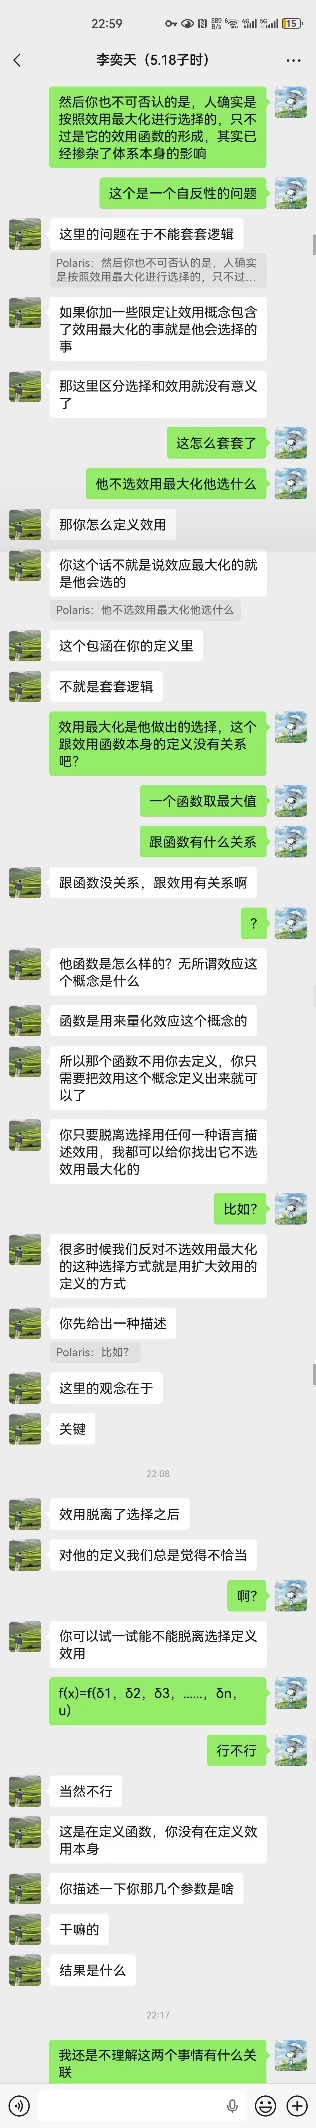 22:59
15
李奕天（5.18子时）
然后你也不可否认的是，人确实是
按照效用最大化进行选择的，只不
过是它的效用函数的形成，其实已
经掺杂了体系本身的影响
这个是一个自反性的问题
这里的问题在于不能套套逻辑
Polaris：然后你也不可否认的是，人确实
是按照效用最大化进行选择的，只不过...
如果你加一些限定让效用概念包含
了效用最大化的事就是他会选择的
事
那这里区分选择和效用就没有意义
了
这怎么套套了
他不选效用最大化他选什么
那你怎么定义效用
你这个话不就是说效应最大化的就
是他会选的
Polaris：他不选效用最大化他选什么
这个包涵在你的定义里
不就是套套逻辑
效用最大化是他做出的选择，这个
跟效用函数本身的定义没有关系
吧？
一个函数取最大值
跟函数有什么关系
跟函数没关系，跟效用有关系啊
？
他函数是怎么样的？无所谓效应这
个概念是什么
函数是用来量化效应这个概念的
所以那个函数不用你去定义，你只
需要把效用这个概念定义出来就可
以了
你只要脱离选择用任何一种语言描
述效用，我都可以给你找出它不选
效用最大化的
比如？
很多时候我们反对不选效用最大化
的这种选择方式就是用扩大效用的
定义的方式
你先给出一种描述
Polaris：比如？
这里的观念在于
关键
22:08
效用脱离了选择之后
对他的定义我们总是觉得不恰当
啊？
你可以试一试能不能脱离选择定义
效用
f(x)=f(δ1，δ2，δ3，……，δn，
u)
行不行
当然不行
这是在定义函数，你没有在定义效
用本身
你描述一下你那几个参数是啥
干嘛的
结果是什么
22:17
我还是不理解这两个事情有什么关
联